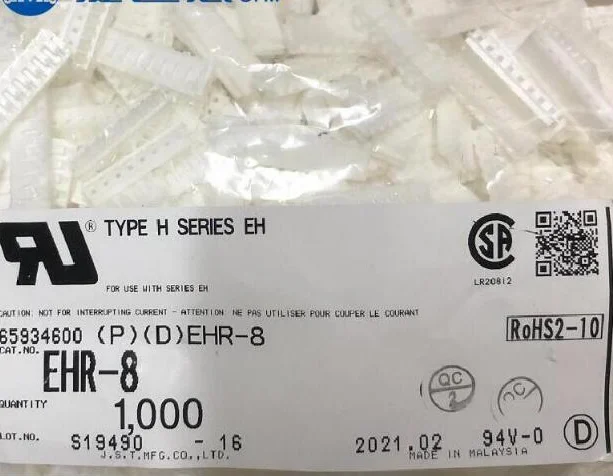 ® TYPE H SERIES EH
FOR USE WITH SERIES EH
LR20812
CAUTION: NOT FOR INTERRUPTING CURRENT - ATTENTION: NE PAS UTILISER POUR COUPER LE COURANT
65934600 (P)(D)EHR-8
RoHS2-10
CAT.NO.
EHR-8
QUANTITY
1,000
QC
2
QC
LOT.NO.
S19490 - 16
2021.02
94V-0
D
J.S.T.MFG.CO.,LTD.
MADE IN MALAYSIA